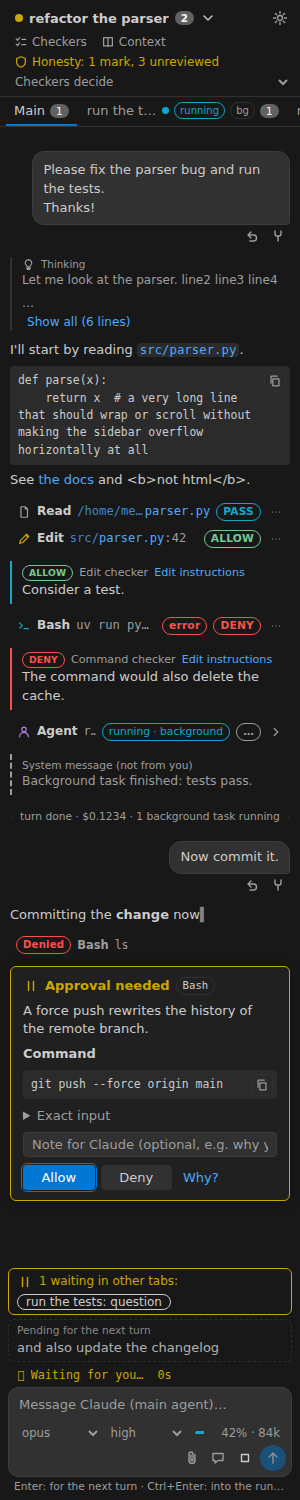 refactor the parser 2
Checkers Context
Honesty: 1 mark, 3 unreviewed
Checkers decide
Main 1 run the t… running bg 1
Please fix the parser bug and run
the tests.
Thanks!
Thinking
Let me look at the parser. line2 line3 line4
…
Show all (6 lines)
I'll start by reading src/parser.py.
def parse(x):
return x # a very long line
that should wrap or scroll without
making the sidebar overflow
horizontally at all
See the docs and <b>not html</b>.
Read /home/me…parser.py PASS …
Edit src/parser.py:42 ALLOW …
ALLOW Edit checker Edit instructions
Consider a test.
Bash uv run py… error DENY …
DENY Command checker Edit instructions
The command would also delete the
cache.
Agent r… running · background …
System message (not from you)
Background task finished: tests pass.
turn done · $0.1234 · 1 background task running
Now commit it.
Committing the change now
Denied Bash ls
Approval needed Bash
A force push rewrites the history of
the remote branch.
Command
git push --force origin main
Exact input
Note for Claude (optional, e.g. why y
Allow Deny Why?
1 waiting in other tabs:
run the tests: question
Pending for the next turn
and also update the changelog
Waiting for you… 0s
Message Claude (main agent)…
opus high 42% · 84k
Enter: for the next turn · Ctrl+Enter: into the run…